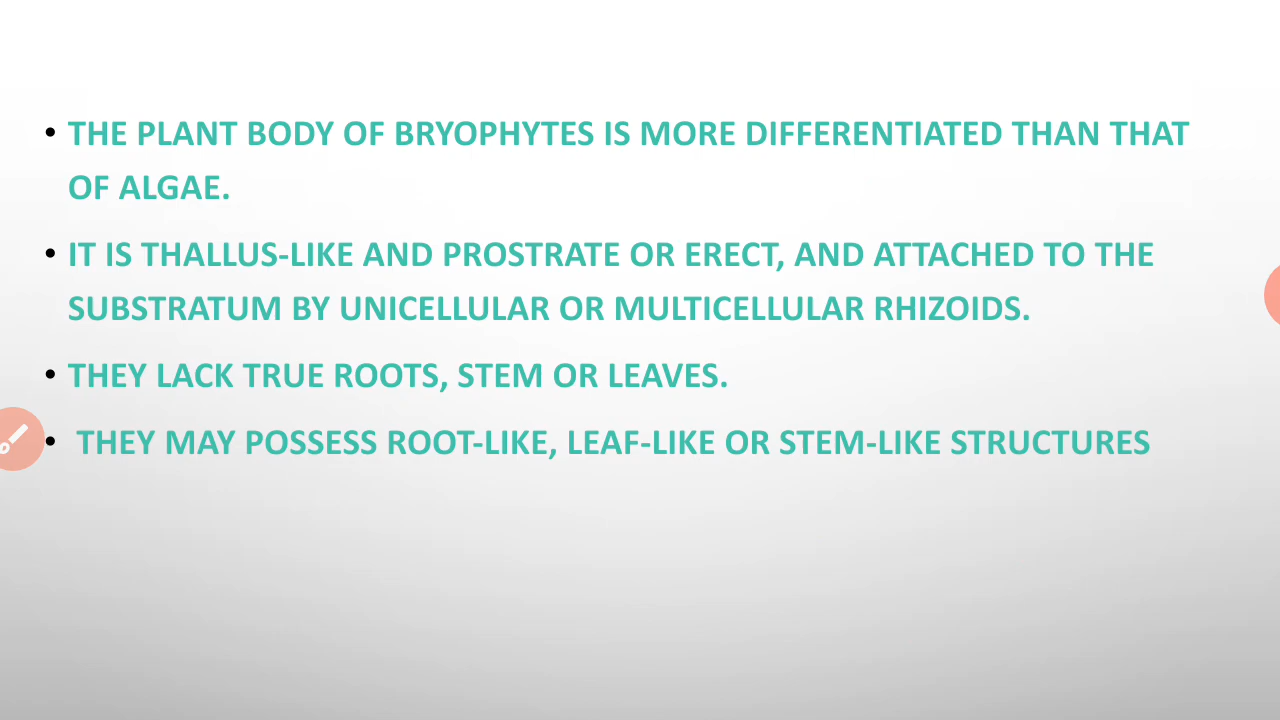 • THE PLANT BODY OF BRYOPHYTES IS MORE DIFFERENTIATED THAN THAT
OF ALGAE.
• IT IS THALLUS-LIKE AND PROSTRATE OR ERECT, AND ATTACHED TO THE
SUBSTRATUM BY UNICELLULAR OR MULTICELLULAR RHIZOIDS.
• THEY LACK TRUE ROOTS, STEM OR LEAVES.
• THEY MAY POSSESS ROOT-LIKE, LEAF-LIKE OR STEM-LIKE STRUCTURES